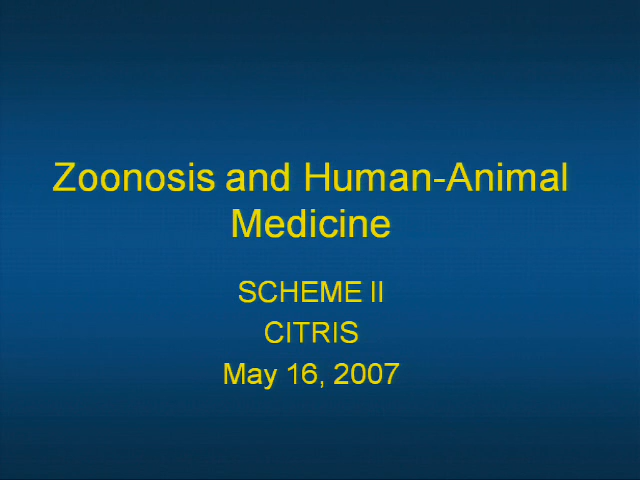 Zoonosis and Human-Animal
Medicine
SCHEME II
CITRIS
May 16, 2007